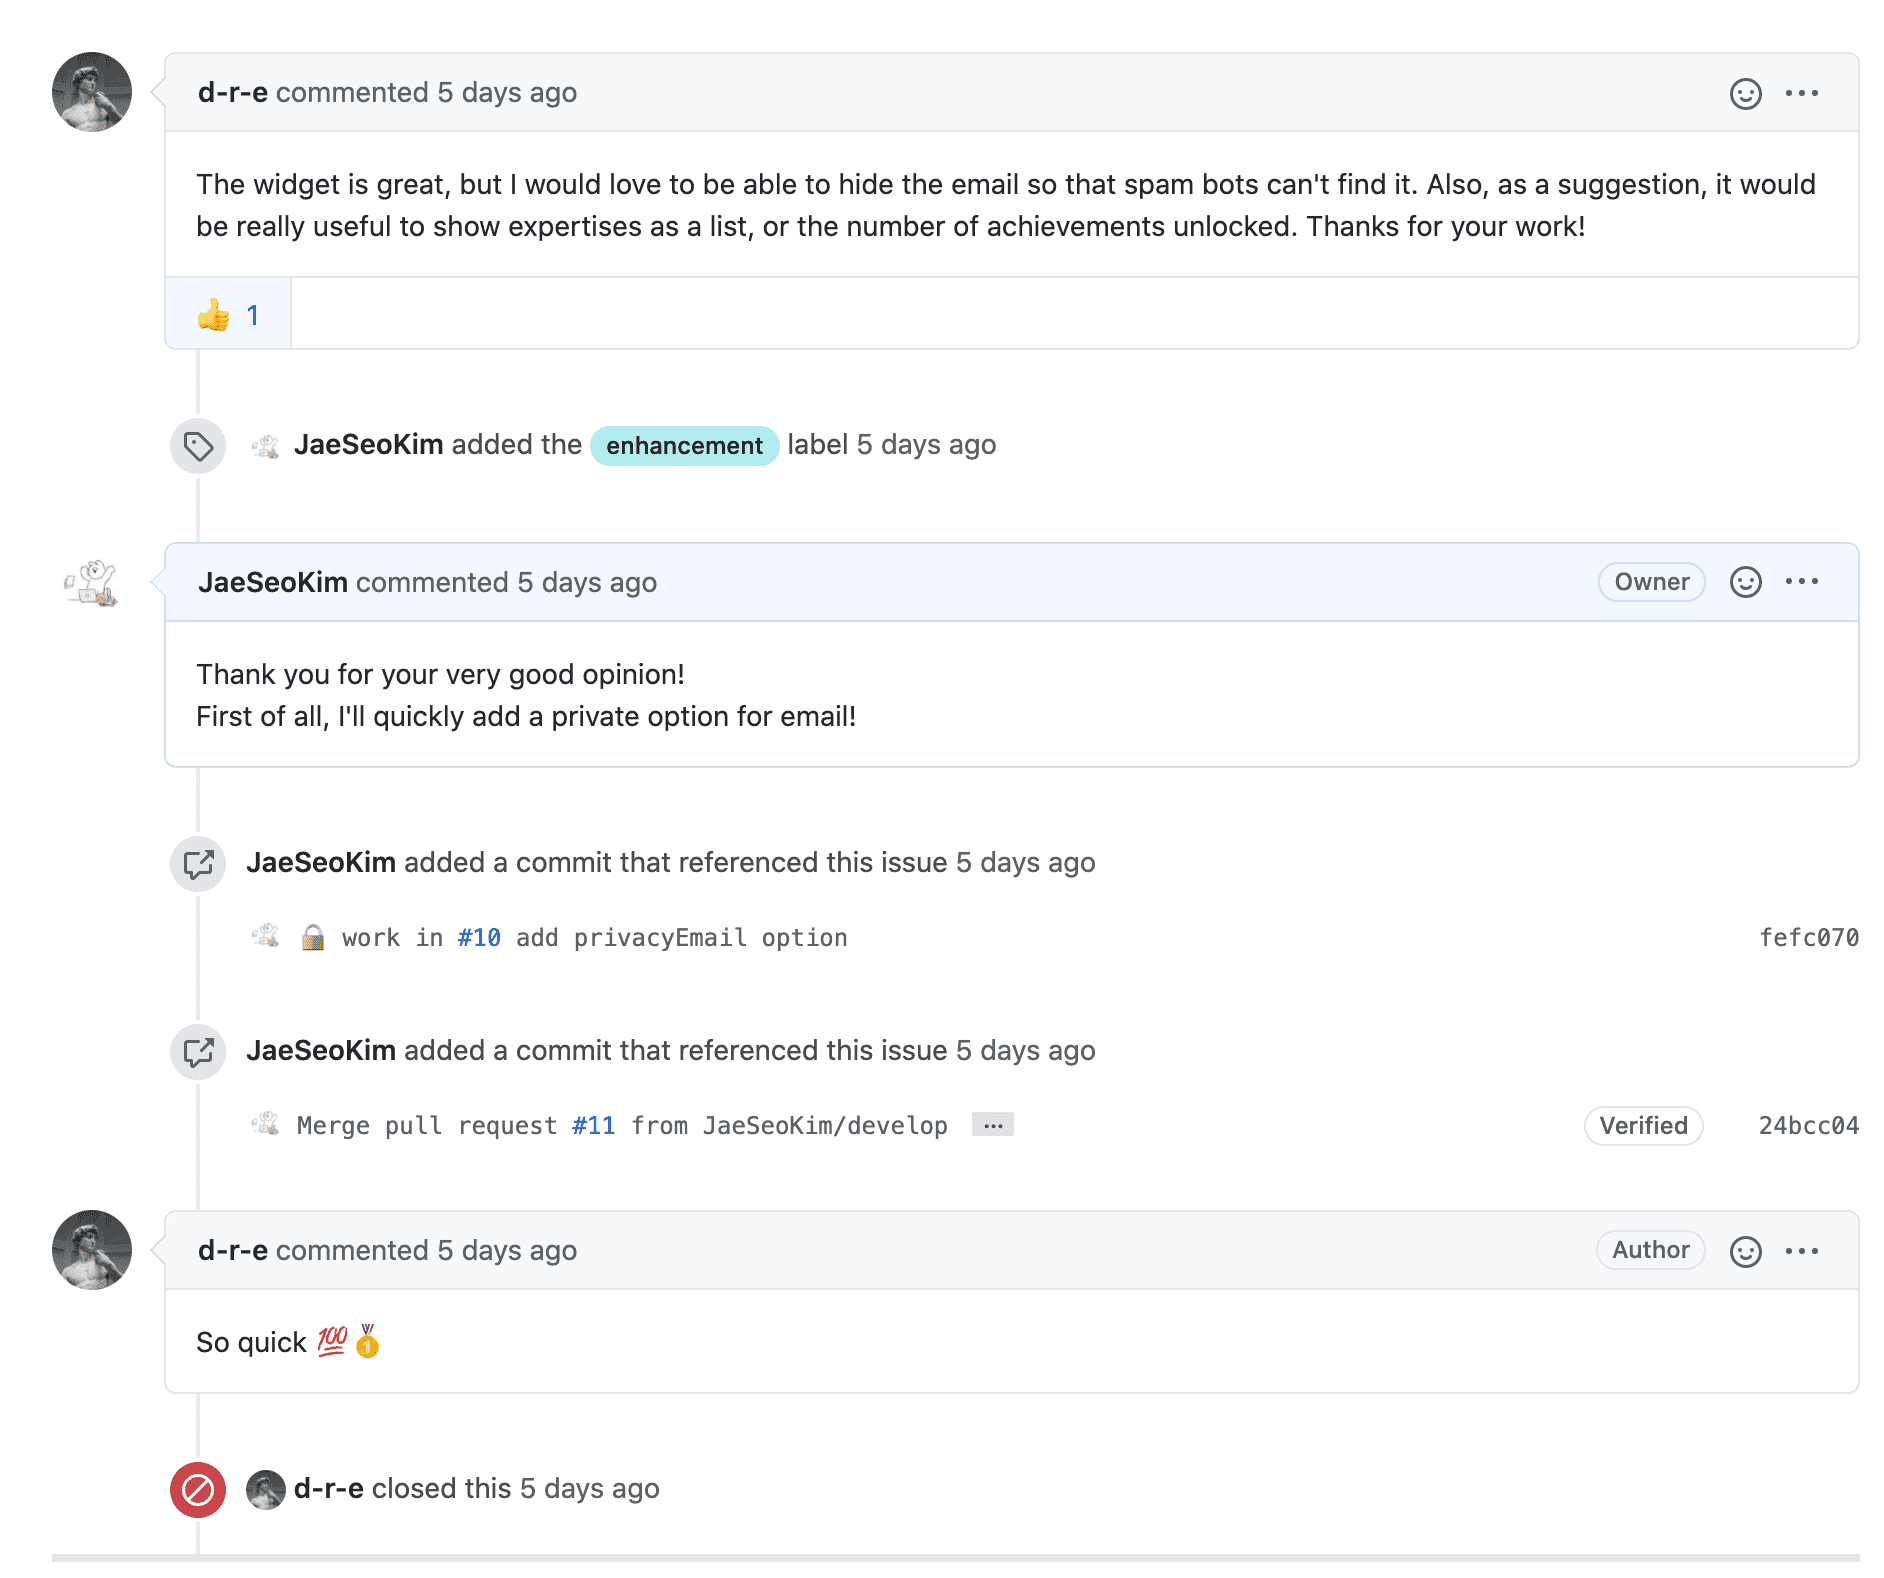 d-r-e commented 5 days ago
The widget is great, but I would love to be able to hide the email so that spam bots can't find it. Also, as a suggestion, it would
be really useful to show expertises as a list, or the number of achievements unlocked. Thanks for your work!
👍 1
JaeSeoKim added the enhancement label 5 days ago
JaeSeoKim commented 5 days ago Owner
Thank you for your very good opinion!
First of all, I'll quickly add a private option for email!
JaeSeoKim added a commit that referenced this issue 5 days ago
🔒 work in #10 add privacyEmail option fefc070
JaeSeoKim added a commit that referenced this issue 5 days ago
Merge pull request #11 from JaeSeoKim/develop … Verified 24bcc04
d-r-e commented 5 days ago Author
So quick 💯🥇
d-r-e closed this 5 days ago